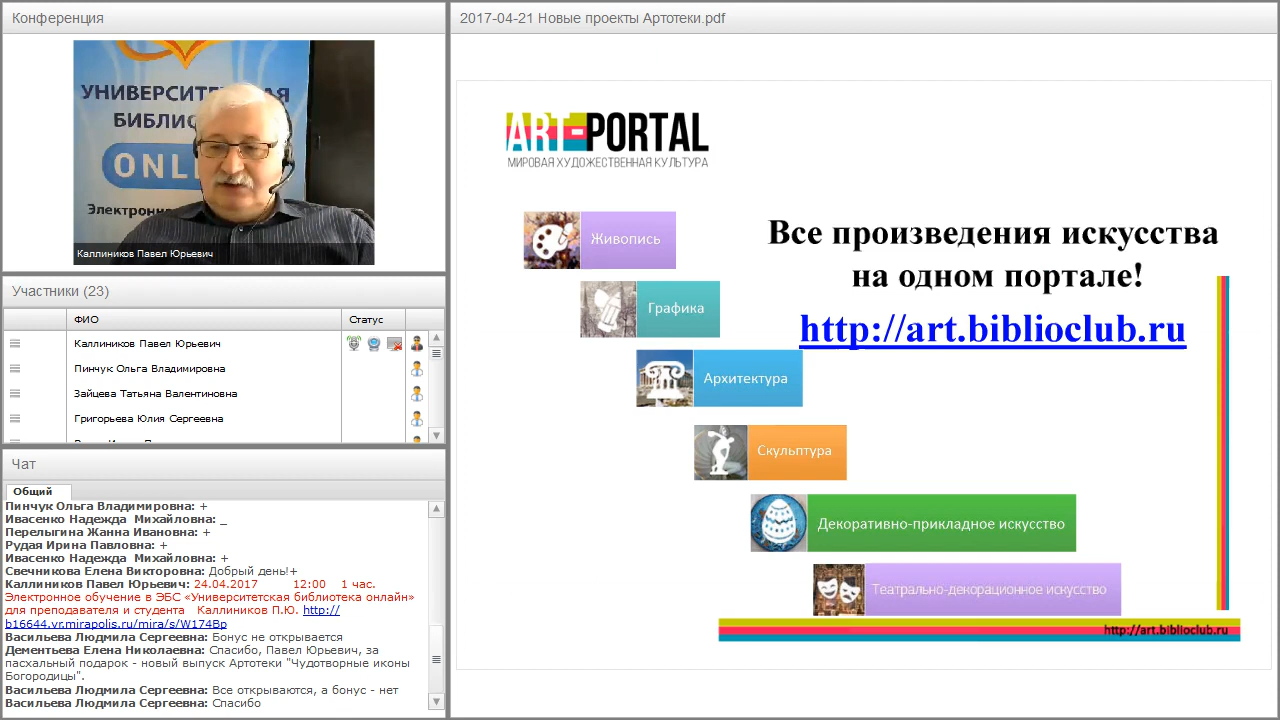 Конференция
УНИВЕРСИТ
БИБЛИО
ONL
Электронн
Каллиников Павел Юрьевич
Участники (23)
ФИО
Статус
Каллиников Павел Юрьевич
Пинчук Ольга Владимировна
Зайцева Татьяна Валентиновна
Григорьева Юлия Сергеевна
Чат
Общий
Пинчук Ольга Владимировна: +
Ивасенко Надежда Михайловна: _
Перелыгина Жанна Ивановна: +
Рудая Ирина Павловна: +
Ивасенко Надежда Михайловна: +
Свечникова Елена Викторовна: Добрый день!+
Каллиников Павел Юрьевич: 24.04.2017 12:00 1 час.
Электронное обучение в ЭБС «Университетская библиотека онлайн»
для преподавателя и студента Каллиников П.Ю. http://
b16644.vr.mirapolis.ru/mira/s/W174Bp
Васильева Людмила Сергеевна: Бонус не открывается
Дементьева Елена Николаевна: Спасибо, Павел Юрьевич, за
пасхальный подарок - новый выпуск Артотеки "Чудотворные иконы
Богородицы".
Васильева Людмила Сергеевна: Все открываются, а бонус - нет
Васильева Людмила Сергеевна: Спасибо
2017-04-21 Новые проекты Артотеки.pdf
ART-PORTAL
МИРОВАЯ ХУДОЖЕСТВЕННАЯ КУЛЬТУРА
Все произведения искусства
на одном портале!
http://art.biblioclub.ru
Живопись
Графика
Архитектура
Скульптура
Декоративно-прикладное искусство
Театрально-декорационное искусство
http://art.biblioclub.ru